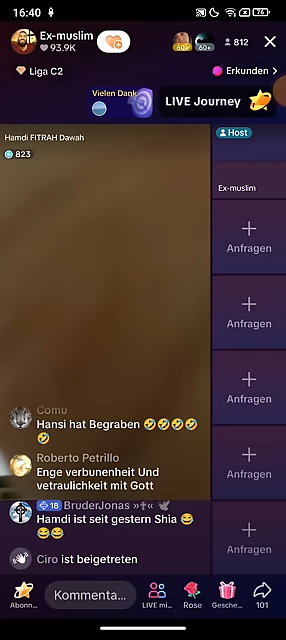 16:40
76
Ex-muslim
93.9K
60+
60+
812
Liga C2
Erkunden
Vielen Dank
LIVE Journey
Hamdi FITRAH Dawah
823
Host
Ex-muslim
Anfragen
Anfragen
Anfragen
Anfragen
Anfragen
Comu
Hansi hat Begraben 🤣🤣🤣🤣
🤣
Roberto Petrillo
Enge verbunenheit Und
vetraulichkeit mit Gott
18 BruderJonas »†« 🕊
Hamdi ist seit gestern Shia 😂
😂😂
Ciro ist beigetreten
Abonn...
Kommenta...
LIVE mi...
Rose
Gesche...
101